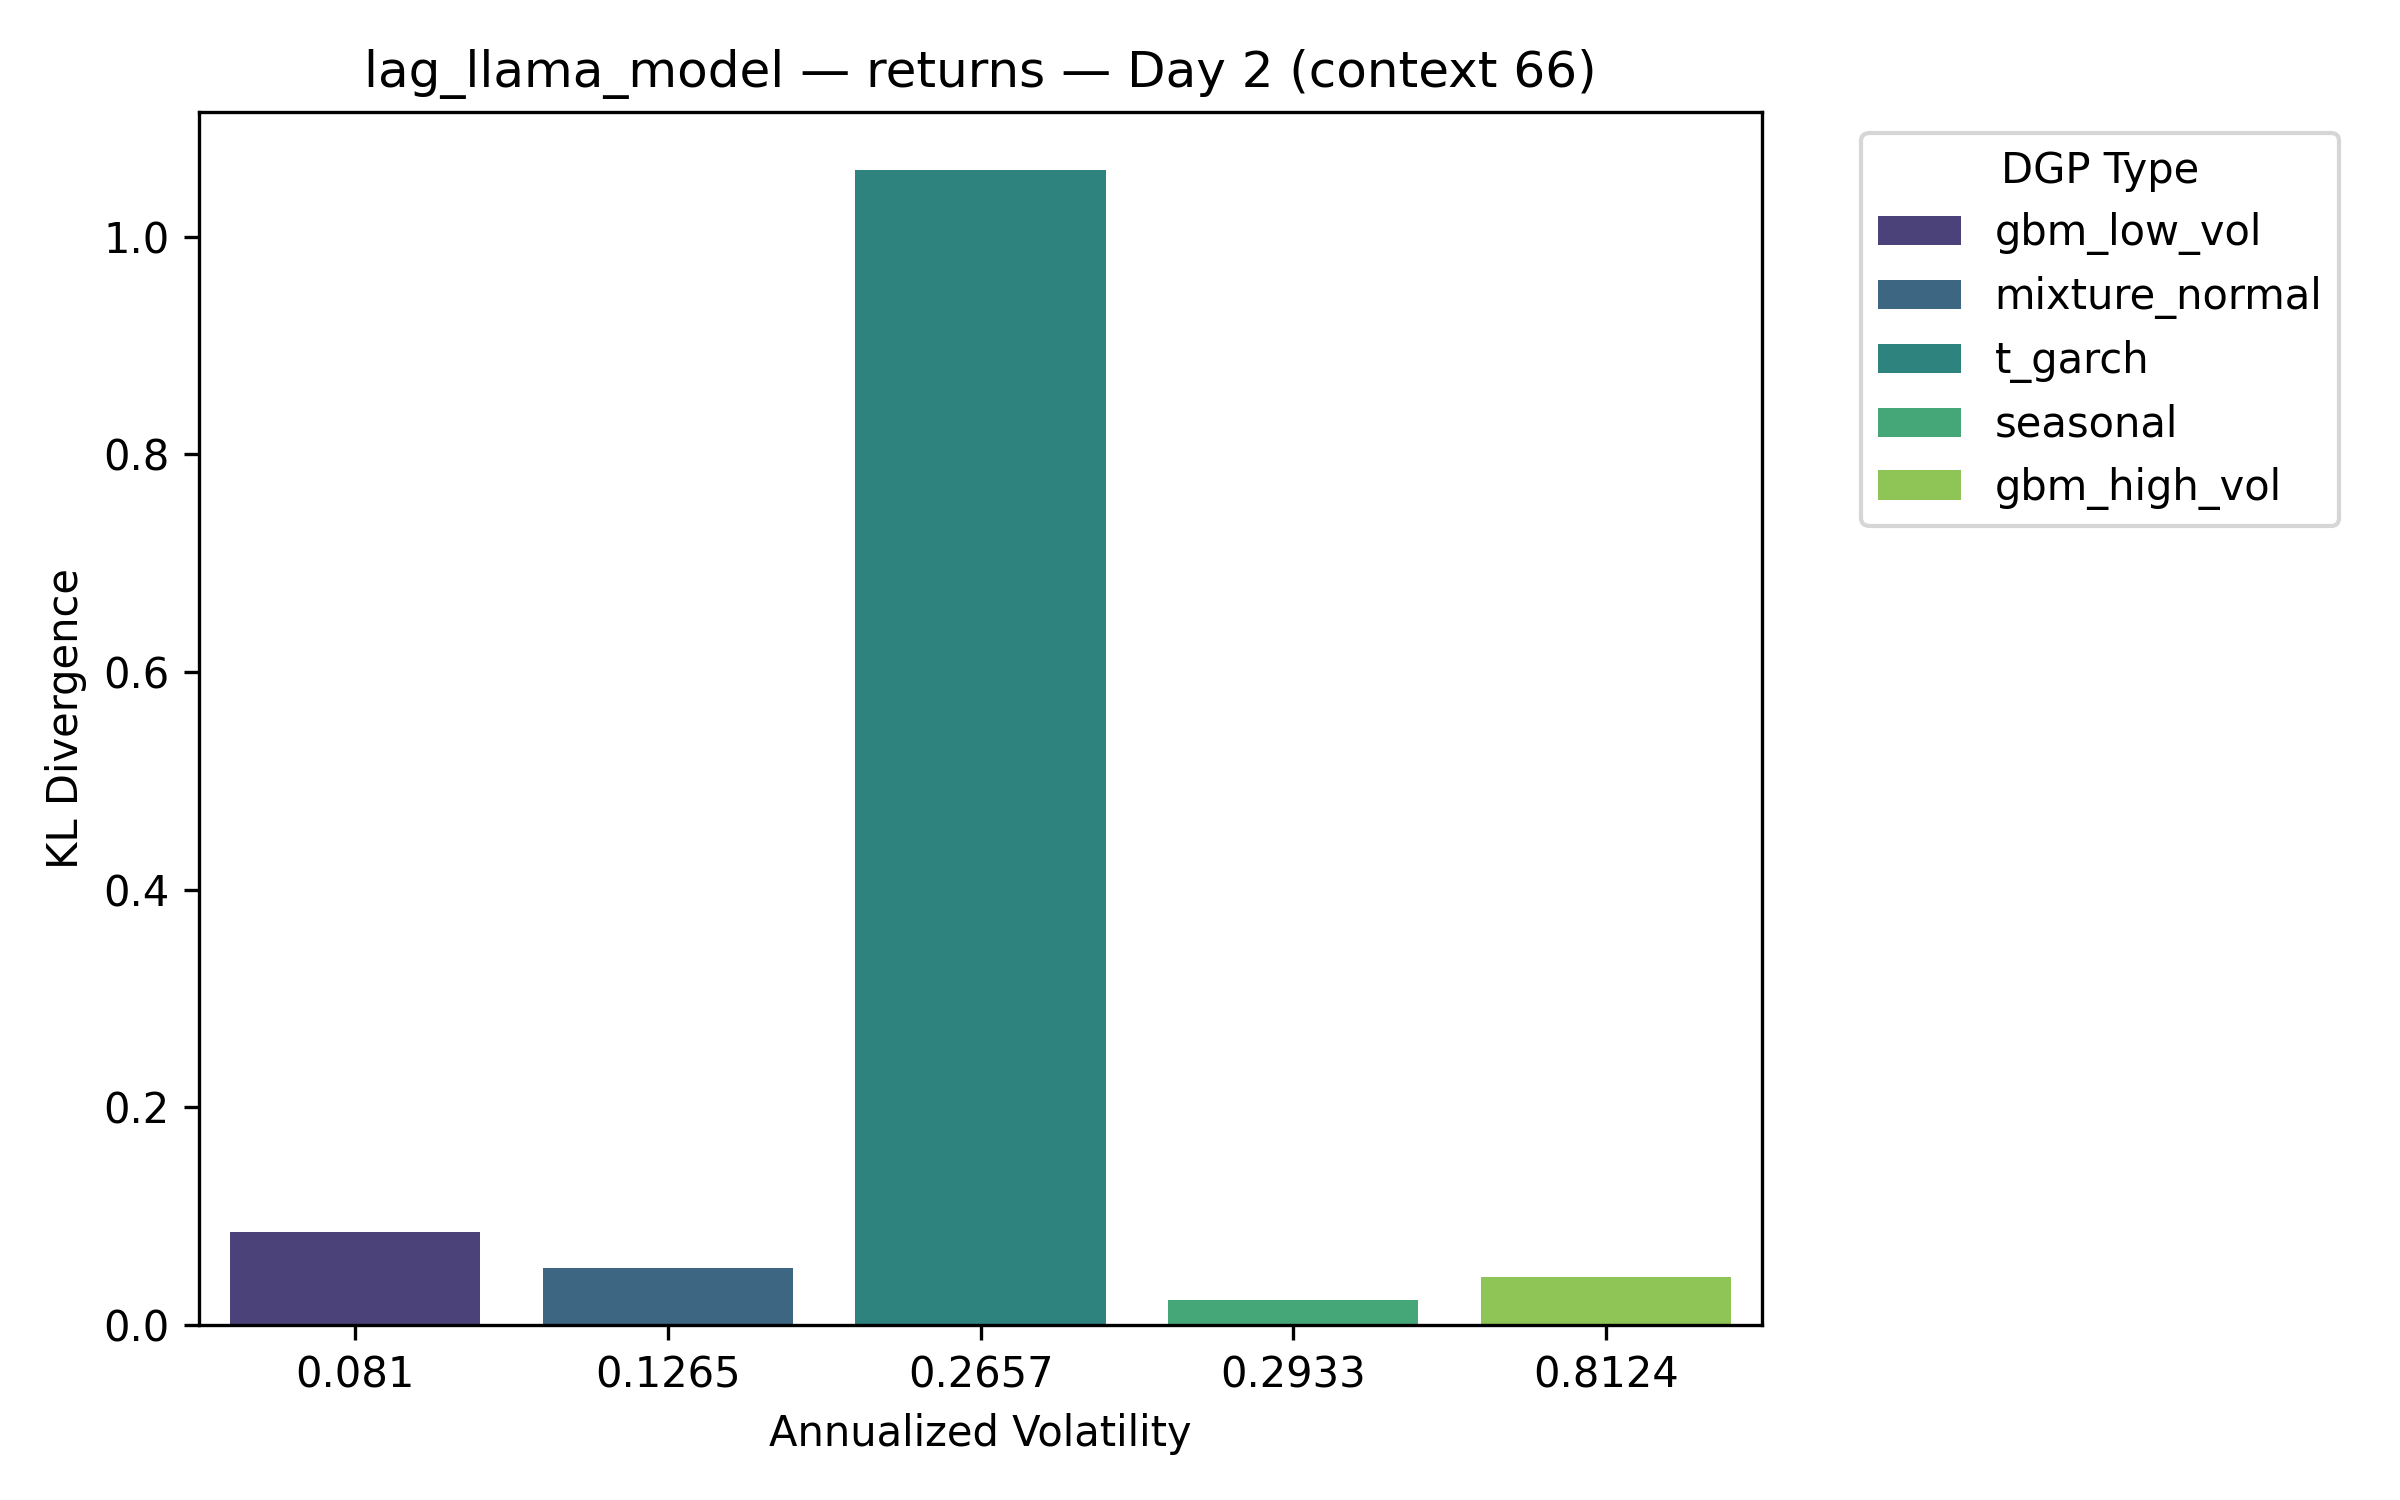 lag_llama_model — returns — Day 2 (context 66)
DGP Type
gbm_low_vol
mixture_normal
t_garch
seasonal
gbm_high_vol
KL Divergence
1.0
0.8
0.6
0.4
0.2
0.0
0.081 0.1265 0.2657 0.2933 0.8124
Annualized Volatility